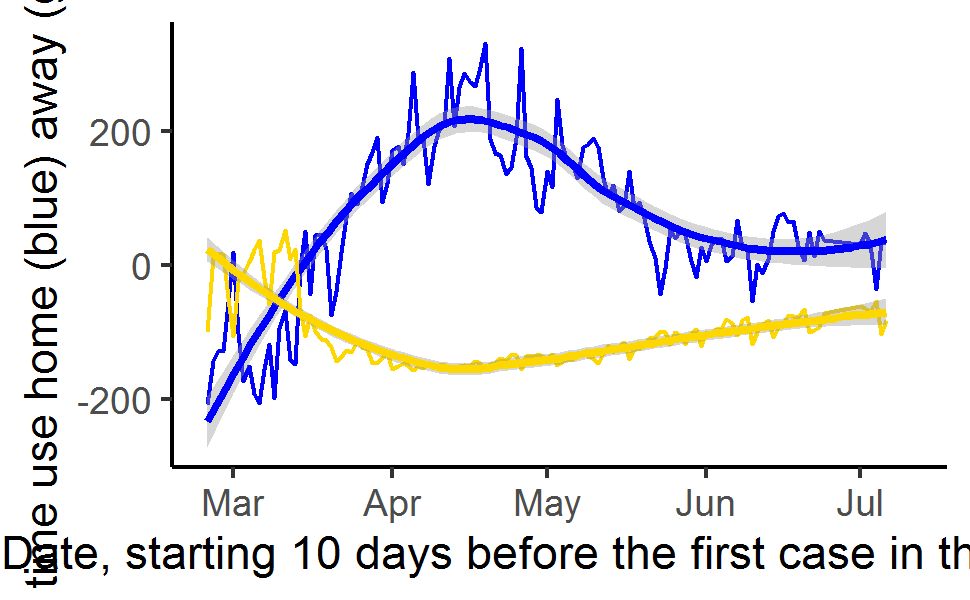 time use home (blue) away (
200
0
-200
Mar Apr May Jun Jul
Date, starting 10 days before the first case in th